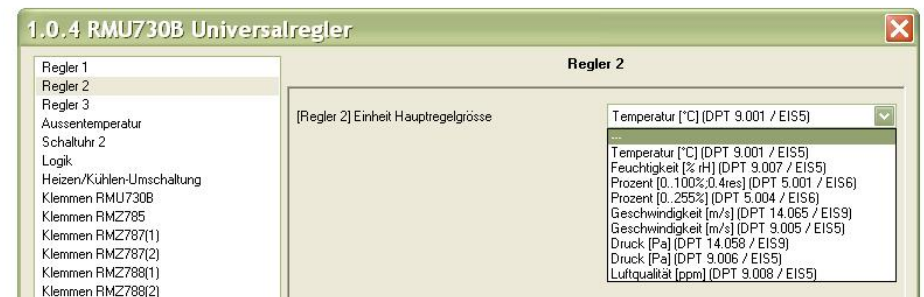 1.0.4 RMU730B Universalregler
Regler 1
Regler 2
Regler 3
Aussentemperatur
Schaltuhr 2
Logik
Heizen/Kühlen-Umschaltung
Klemmen RMU730B
Klemmen RMZ785
Klemmen RMZ787(1)
Klemmen RMZ787(2)
Klemmen RMZ788(1)
Klemmen RMZ788(2)
Regler 2
[Regler 2] Einheit Hauptregelgrösse
Temperatur [°C] (DPT 9.001 / EIS5)
---
Temperatur [°C] (DPT 9.001 / EIS5)
Feuchtigkeit [% rH] (DPT 9.007 / EIS5)
Prozent [0..100%;0.4res] (DPT 5.001 / EIS6)
Prozent [0..255%] (DPT 5.004 / EIS6)
Geschwindigkeit [m/s] (DPT 14.065 / EIS9)
Geschwindigkeit [m/s] (DPT 9.005 / EIS5)
Druck [Pa] (DPT 14.058 / EIS9)
Druck [Pa] (DPT 9.006 / EIS5)
Luftqualität [ppm] (DPT 9.008 / EIS5)